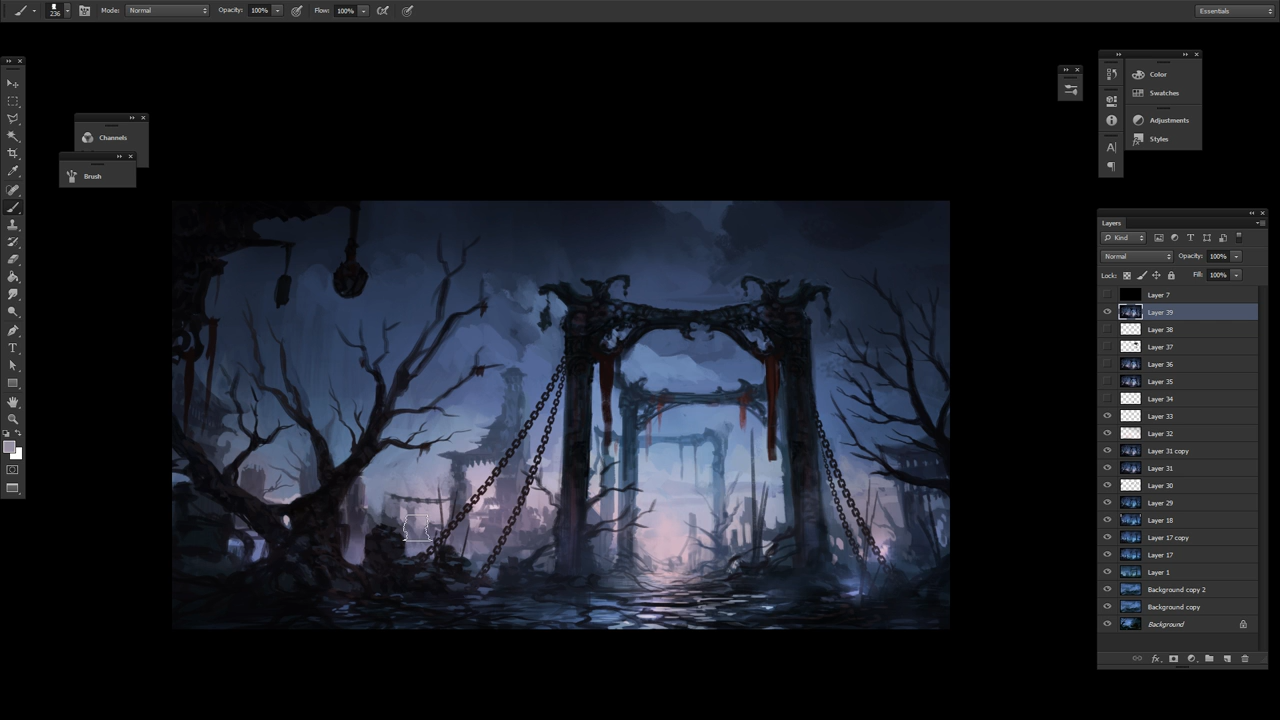 236 Mode: Normal Opacity: 100% Flow: 100% Essentials
Channels
Brush
Color
Swatches
Adjustments
Styles
Layers
Kind
Normal Opacity: 100%
Lock: Fill: 100%
Layer 7
Layer 39
Layer 38
Layer 37
Layer 36
Layer 35
Layer 34
Layer 33
Layer 32
Layer 31 copy
Layer 31
Layer 30
Layer 29
Layer 18
Layer 17 copy
Layer 17
Layer 1
Background copy 2
Background copy
Background